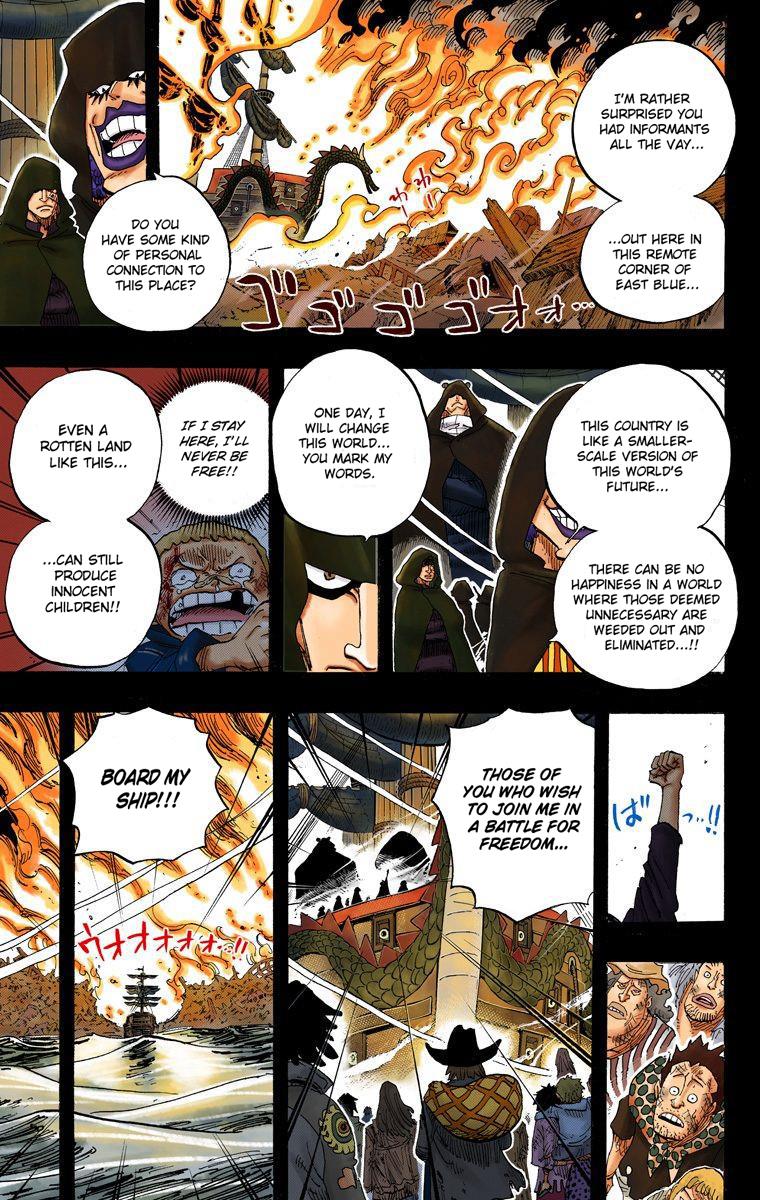 I'M RATHER
SURPRISED YOU
HAD INFORMANTS
ALL THE VAY...
...OUT HERE IN
THIS REMOTE
CORNER OF
EAST BLUE...
わわ!!
ゴゴゴゴオォ…
DO YOU
HAVE SOME KIND
OF PERSONAL
CONNECTION TO
THIS PLACE?
THIS COUNTRY IS
LIKE A SMALLER-
SCALE VERSION OF
THIS WORLD'S
FUTURE...
THERE CAN BE NO
HAPPINESS IN A WORLD
WHERE THOSE DEEMED
UNNECESSARY ARE
WEEDED OUT AND
ELIMINATED...!!
ONE DAY, I
WILL CHANGE
THIS WORLD...
YOU MARK MY
WORDS.
IF I STAY
HERE, I'LL
NEVER BE
FREE!!
EVEN A
ROTTEN LAND
LIKE THIS...
...CAN STILL
PRODUCE
INNOCENT
CHILDREN!!
ばっ…!!
THOSE OF
YOU WHO WISH
TO JOIN ME IN
A BATTLE FOR
FREEDOM...
BOARD MY
SHIP!!!
ウオオオォォ…!!